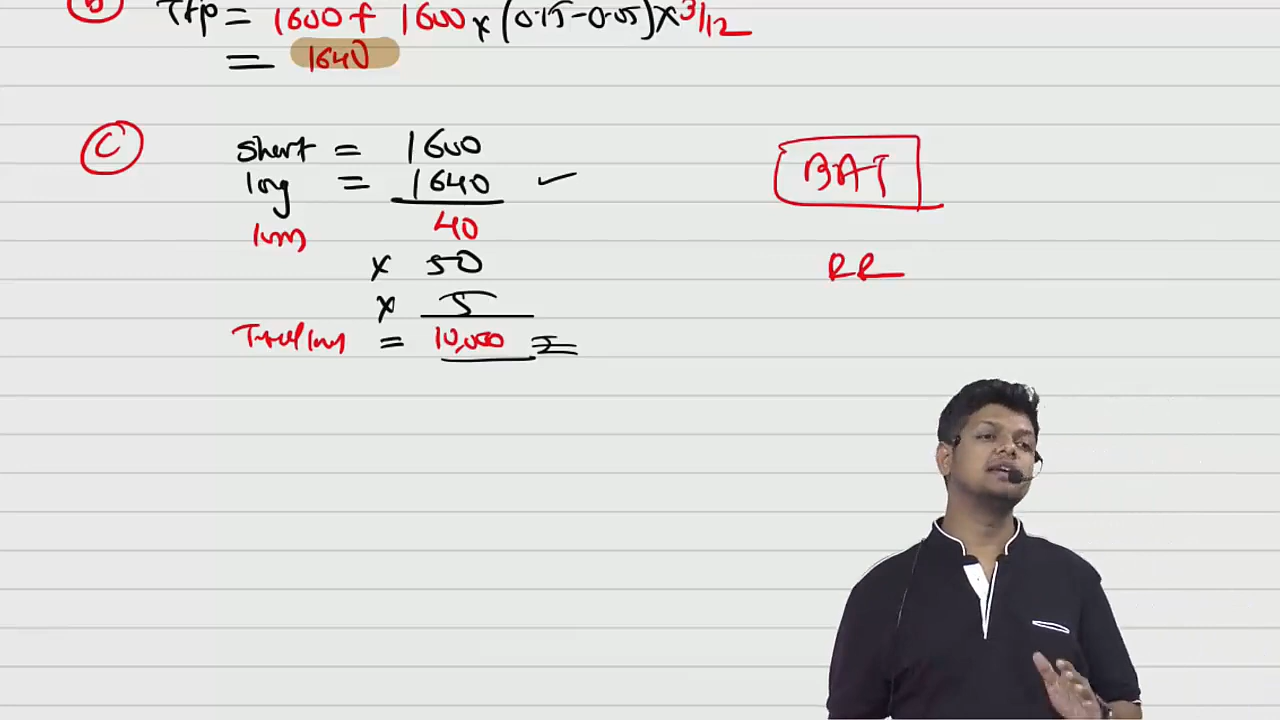 (B) TFP = 1600 + 1600 x (0.15-0.05) x 3/12
= 1640
(C) Short = 1600
long = 1640 ✓
loss 40
x 50
x 5
Total loss = 10,000
BAT
RR